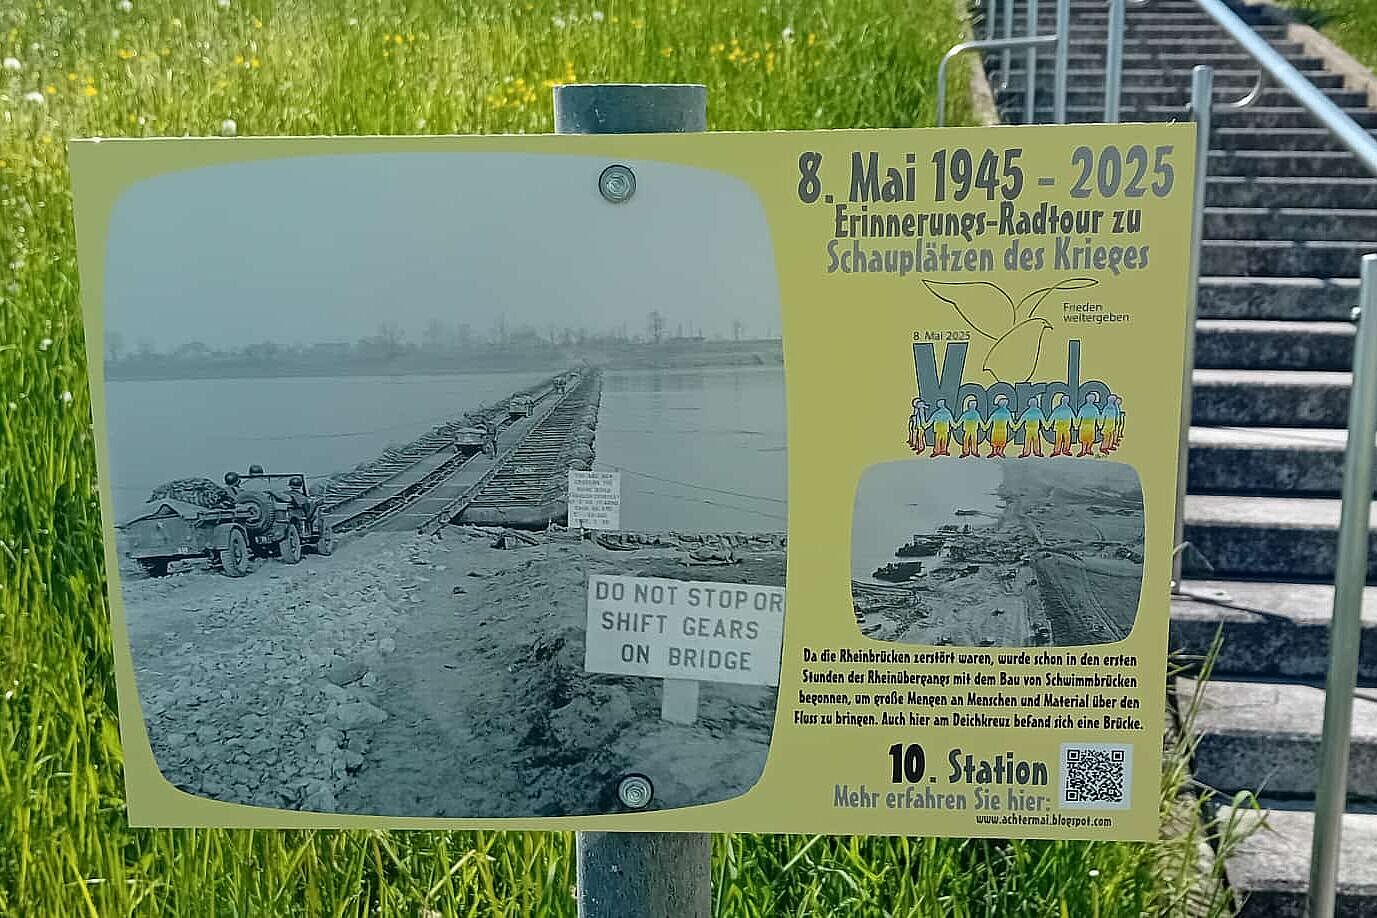 8. Mai 1945 - 2025
Erinnerungs-Radtour zu
Schauplätzen des Krieges
Frieden
weitergeben
8. Mai 2025
Voerde
DO NOT STOP OR
SHIFT GEARS
ON BRIDGE
Da die Rheinbrücken zerstört waren, wurde schon in den ersten
Stunden des Rheinübergangs mit dem Bau von Schwimmbrücken
begonnen, um große Mengen an Menschen und Material über den
Fluss zu bringen. Auch hier am Deichkreuz befand sich eine Brücke.
10. Station
Mehr erfahren Sie hier:
www.achtermai.blogspot.com